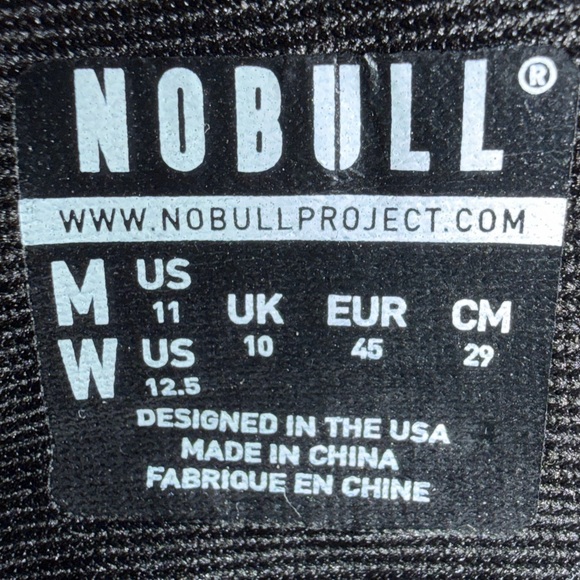 NOBULL®
WWW.NOBULLPROJECT.COM
M US 11 UK 10 EUR 45 CM 29
W US 12.5
DESIGNED IN THE USA
MADE IN CHINA
FABRIQUE EN CHINE